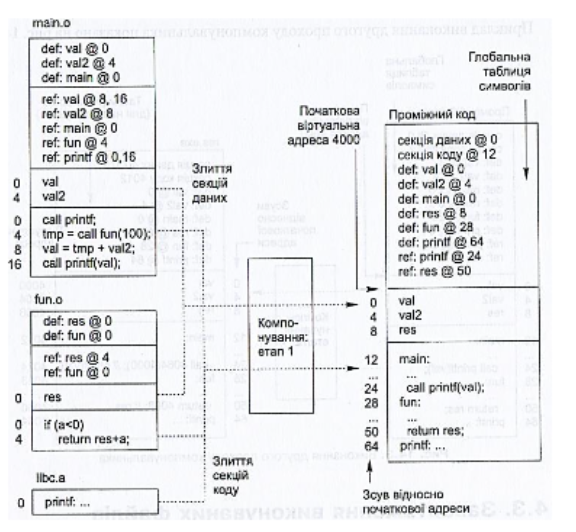 main.o
def: val @ 0
def: val2 @ 4
def: main @ 0
ref: val @ 8, 16
ref: val2 @ 8
ref: main @ 0
ref: fun @ 4
ref: printf @ 0,16
0 val
4 val2
0 call printf;
4 tmp = call fun(100);
8 val = tmp + val2;
16 call printf(val);
fun.o
def: res @ 0
def: fun @ 0
ref: res @ 4
ref: fun @ 0
0 res
0 if (a<0)
4 return res+a;
libc.a
0 printf: ...
Злиття
секцій
даних
Злиття
секцій
коду
Компо-
нування:
етап 1
Початкова
віртуальна
адреса 4000
Глобальна
таблиця
символів
Проміжний код
секція даних @ 0
секція коду @ 12
def: val @ 0
def: val2 @ 4
def: main @ 0
def: res @ 8
def: fun @ 28
def: printf @ 64
ref: printf @ 24
ref: res @ 50
0 val
4 val2
8 res
12 main:
...
24 call printf(val);
28 fun:
...
50 return res;
64 printf: ...
Зсув відносно
початкової адреси